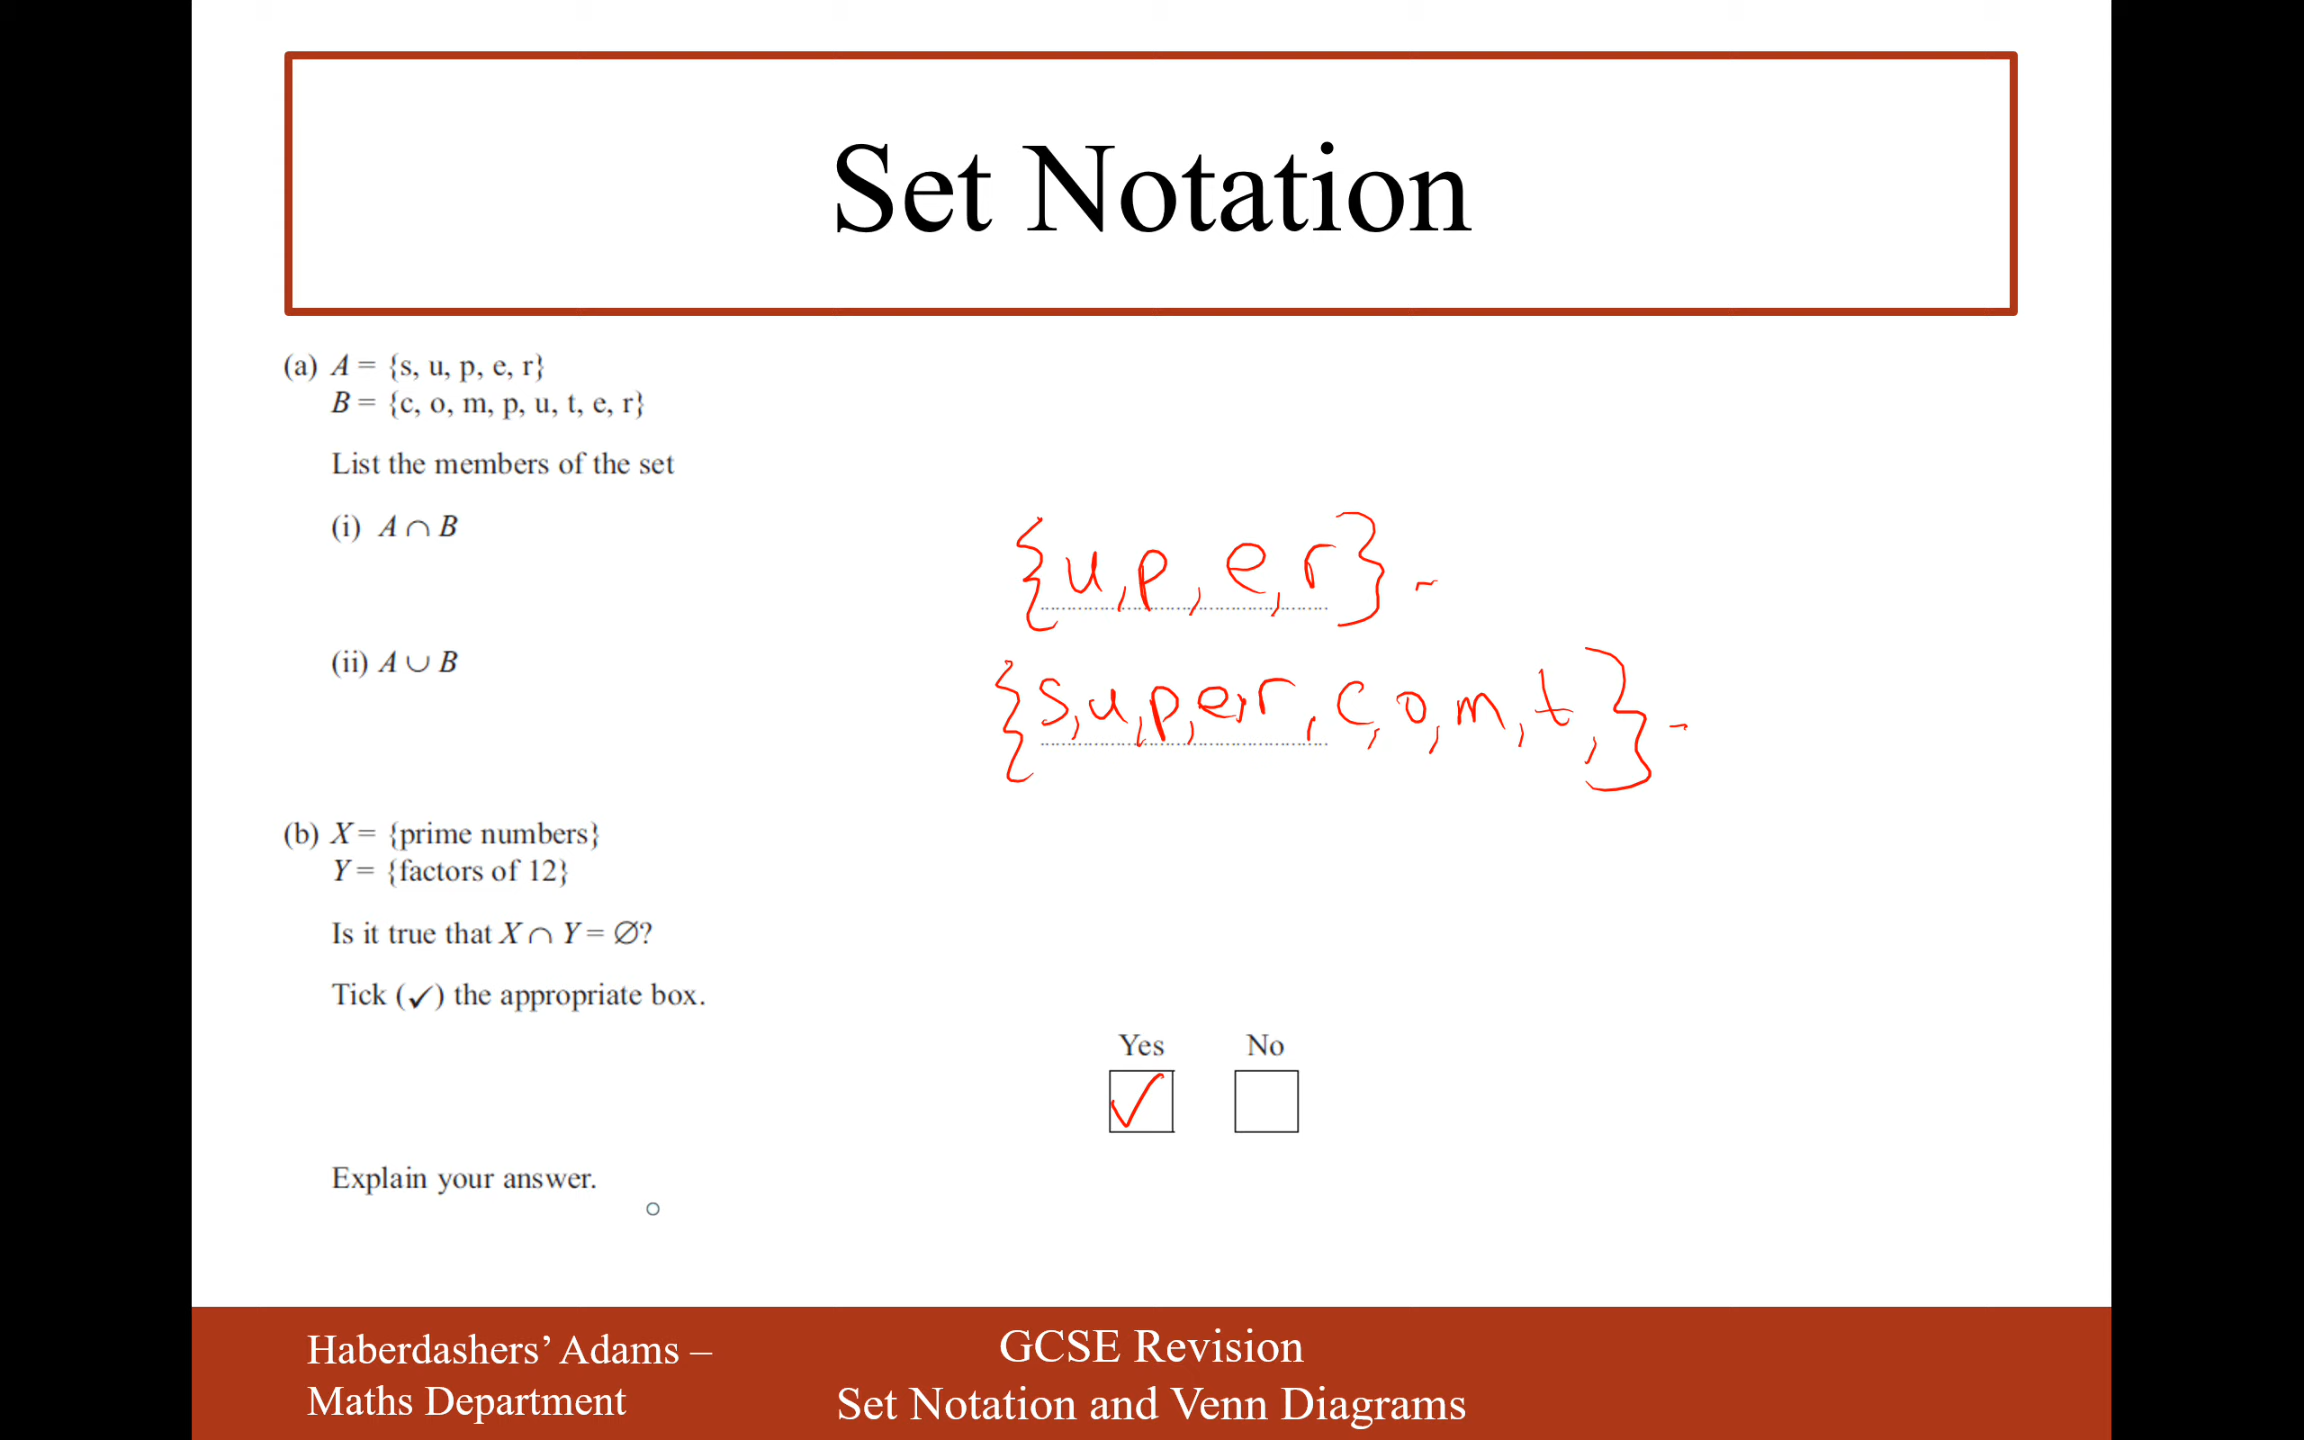 Set Notation
(a) A = {s, u, p, e, r}
B = {c, o, m, p, u, t, e, r}
List the members of the set
(i) A ∩ B
{u, p, e, r} -
(ii) A ∪ B
{s, u, p, e, r, c, o, m, t, } -
(b) X = {prime numbers}
Y = {factors of 12}
Is it true that X ∩ Y = ∅?
Tick (✓) the appropriate box.
Yes No
✓
Explain your answer.
Haberdashers’ Adams –
Maths Department
GCSE Revision
Set Notation and Venn Diagrams